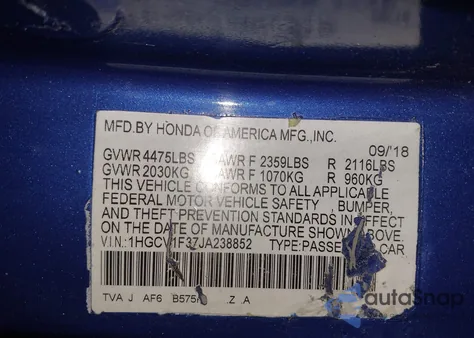 MFD.BY HONDA OF AMERICA MFG.,INC.
09/'18
GVWR 4475LBS AWR F 2359LBS R 2116LBS
GVWR 2030KG AWR F 1070KG R 960KG
THIS VEHICLE CONFORMS TO ALL APPLICABLE
FEDERAL MOTOR VEHICLE SAFETY BUMPER,
AND THEFT PREVENTION STANDARDS IN EFFECT
ON THE DATE OF MANUFACTURE SHOWN ABOVE.
V.I.N.:1HGCV1F37JA238852 TYPE:PASSE CAR
TVA J AF6 B575 .Z .A
autoSnap